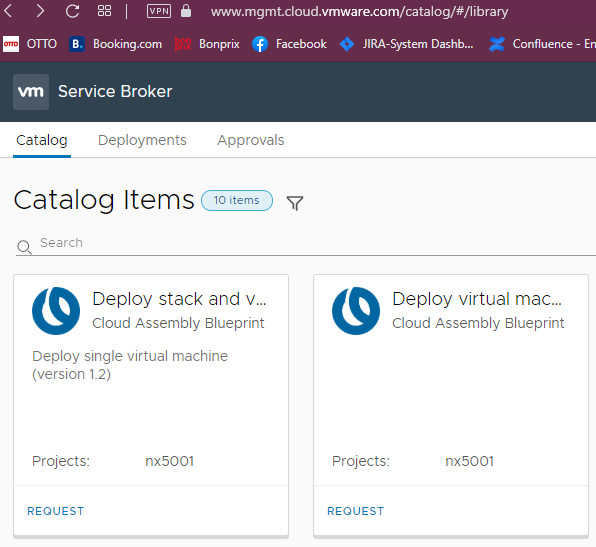 VPN www.mgmt.cloud.vmware.com/catalog/#/library
OTTO OTTO B. Booking.com Bonprix Facebook JIRA-System Dashb... Confluence - En
vm Service Broker
Catalog Deployments Approvals
Catalog Items 10 items
Search
Deploy stack and v...
Cloud Assembly Blueprint
Deploy single virtual machine
(version 1.2)
Projects: nx5001
REQUEST
Deploy virtual mac...
Cloud Assembly Blueprint
Projects: nx5001
REQUEST